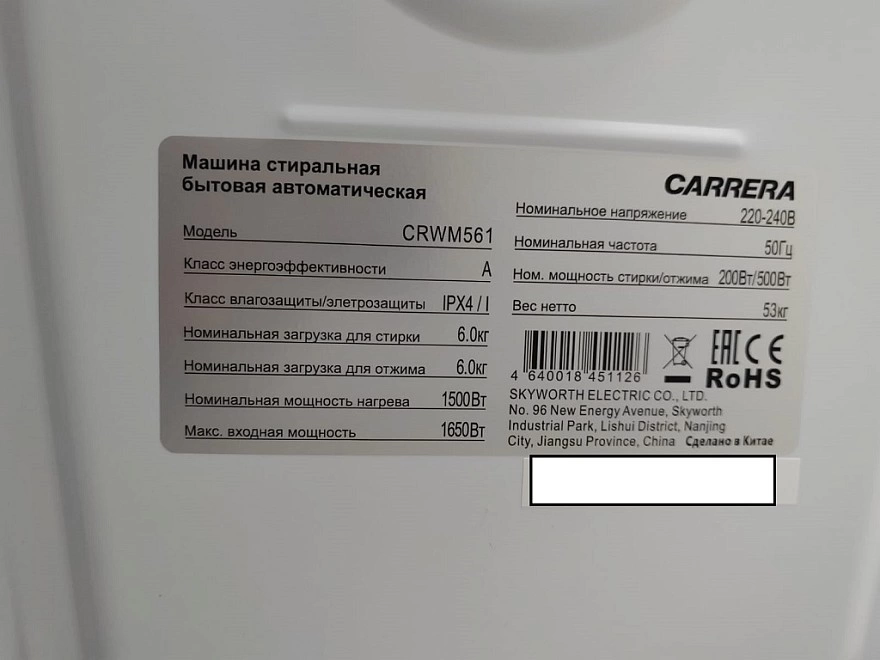 Машина стиральная
бытовая автоматическая
Модель CRWM561
Класс энергоэффективности A
Класс влагозащиты/элетрозащиты IPX4 / I
Номинальная загрузка для стирки 6.0кг
Номинальная загрузка для отжима 6.0кг
Номинальная мощность нагрева 1500Вт
Макс. входная мощность 1650Вт
CARRERA
Номинальное напряжение 220-240В
Номинальная частота 50Гц
Ном. мощность стирки/отжима 200Вт/500Вт
Вес нетто 53кг
EAC CE
4 640018 451126 RoHS
SKYWORTH ELECTRIC CO., LTD.
No. 96 New Energy Avenue, Skyworth
Industrial Park, Lishui District, Nanjing
City, Jiangsu Province, China Сделано в Китае